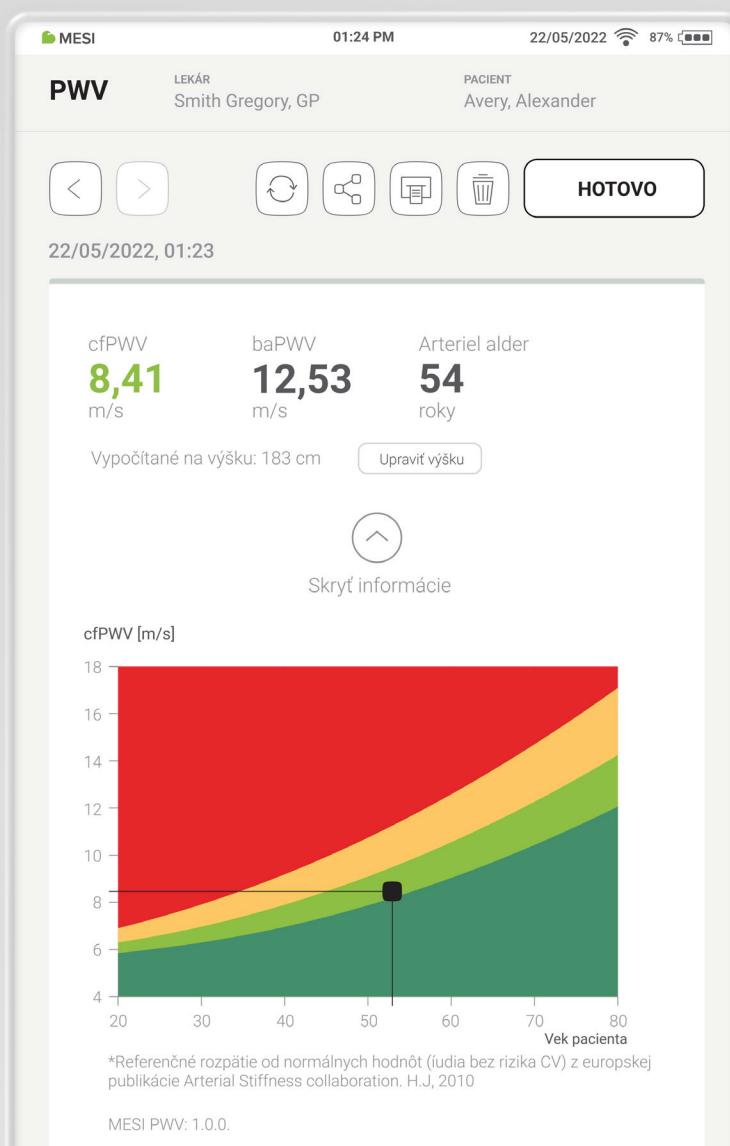 MESI 01:24 PM 22/05/2022 87%
PWV
LEKÁR
Smith Gregory, GP
PACIENT
Avery, Alexander
HOTOVO
22/05/2022, 01:23
cfPWV baPWV Arteriel alder
8,41 12,53 54
m/s m/s roky
Vypočítané na výšku: 183 cm Upraviť výšku
Skryť informácie
cfPWV [m/s]
18
16
14
12
10
8
6
4
20 30 40 50 60 70 80
Vek pacienta
*Referenčné rozpätie od normálnych hodnôt (íudia bez rizika CV) z europskej
publikácie Arterial Stiffness collaboration. H.J, 2010
MESI PWV: 1.0.0.